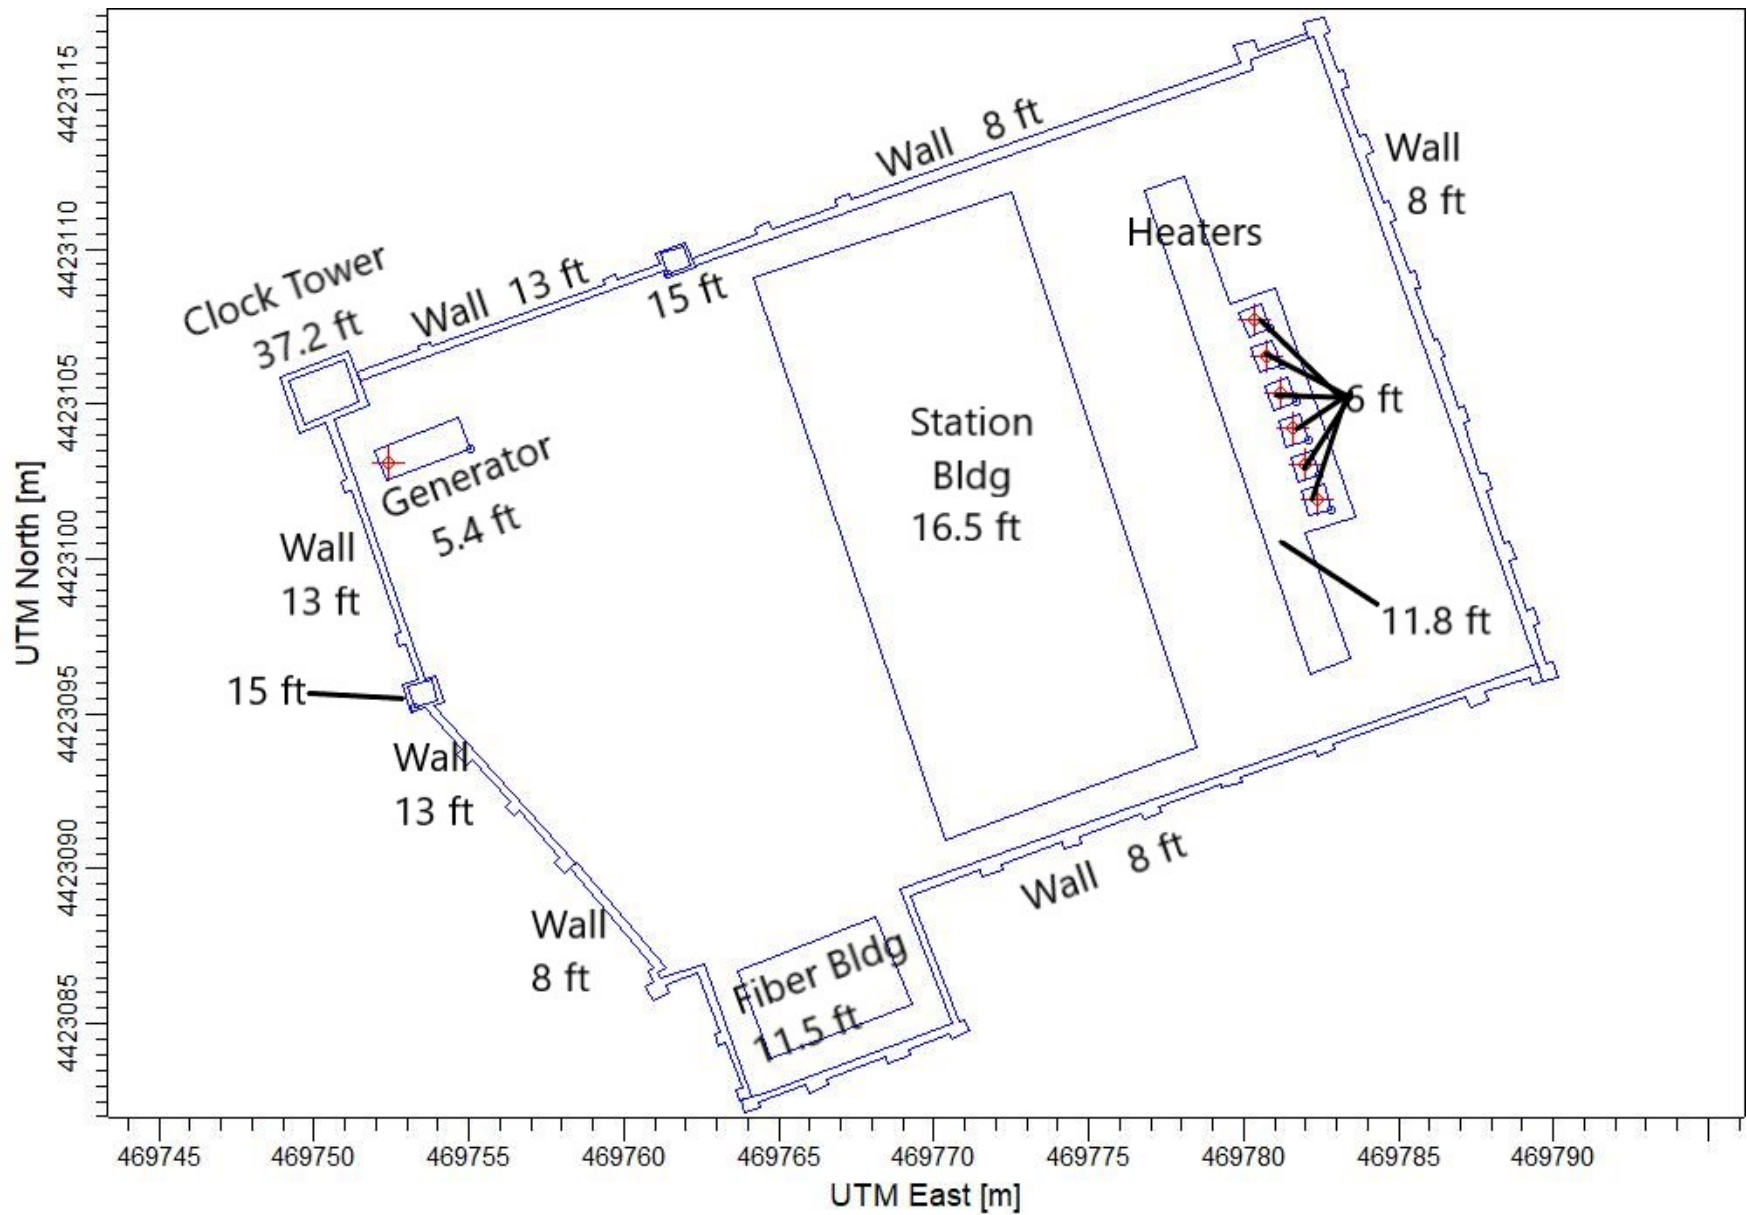 4423115
4423110
4423105
4423100
4423095
4423090
4423085
UTM North [m]
Wall 8 ft
Wall
8 ft
Heaters
Clock Tower
37.2 ft
Wall 13 ft
15 ft
6 ft
Generator
5.4 ft
Station
Bldg
16.5 ft
Wall
13 ft
11.8 ft
15 ft
Wall
13 ft
Wall 8 ft
Wall
8 ft
Fiber Bldg
11.5 ft
469745 469750 469755 469760 469765 469770 469775 469780 469785 469790
UTM East [m]